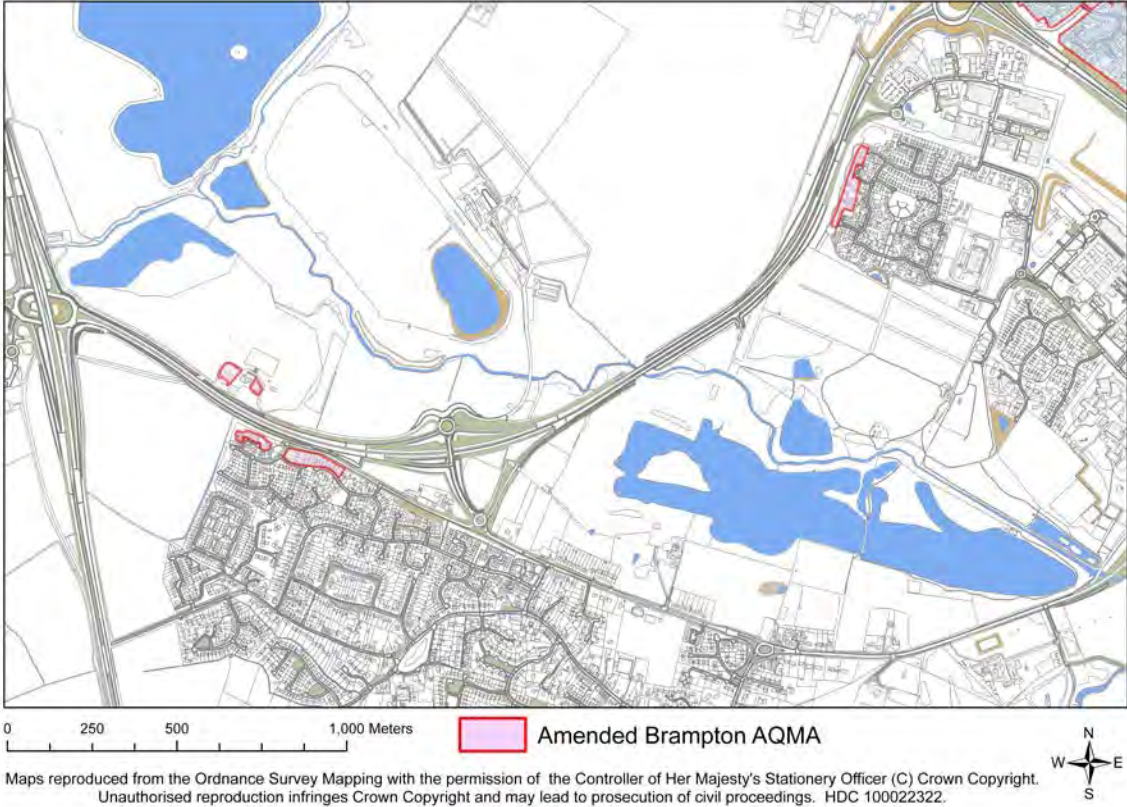 0 250 500 1,000 Meters
Amended Brampton AQMA
N
W E
S
Maps reproduced from the Ordnance Survey Mapping with the permission of the Controller of Her Majesty's Stationery Officer (C) Crown Copyright.
Unauthorised reproduction infringes Crown Copyright and may lead to prosecution of civil proceedings. HDC 100022322.